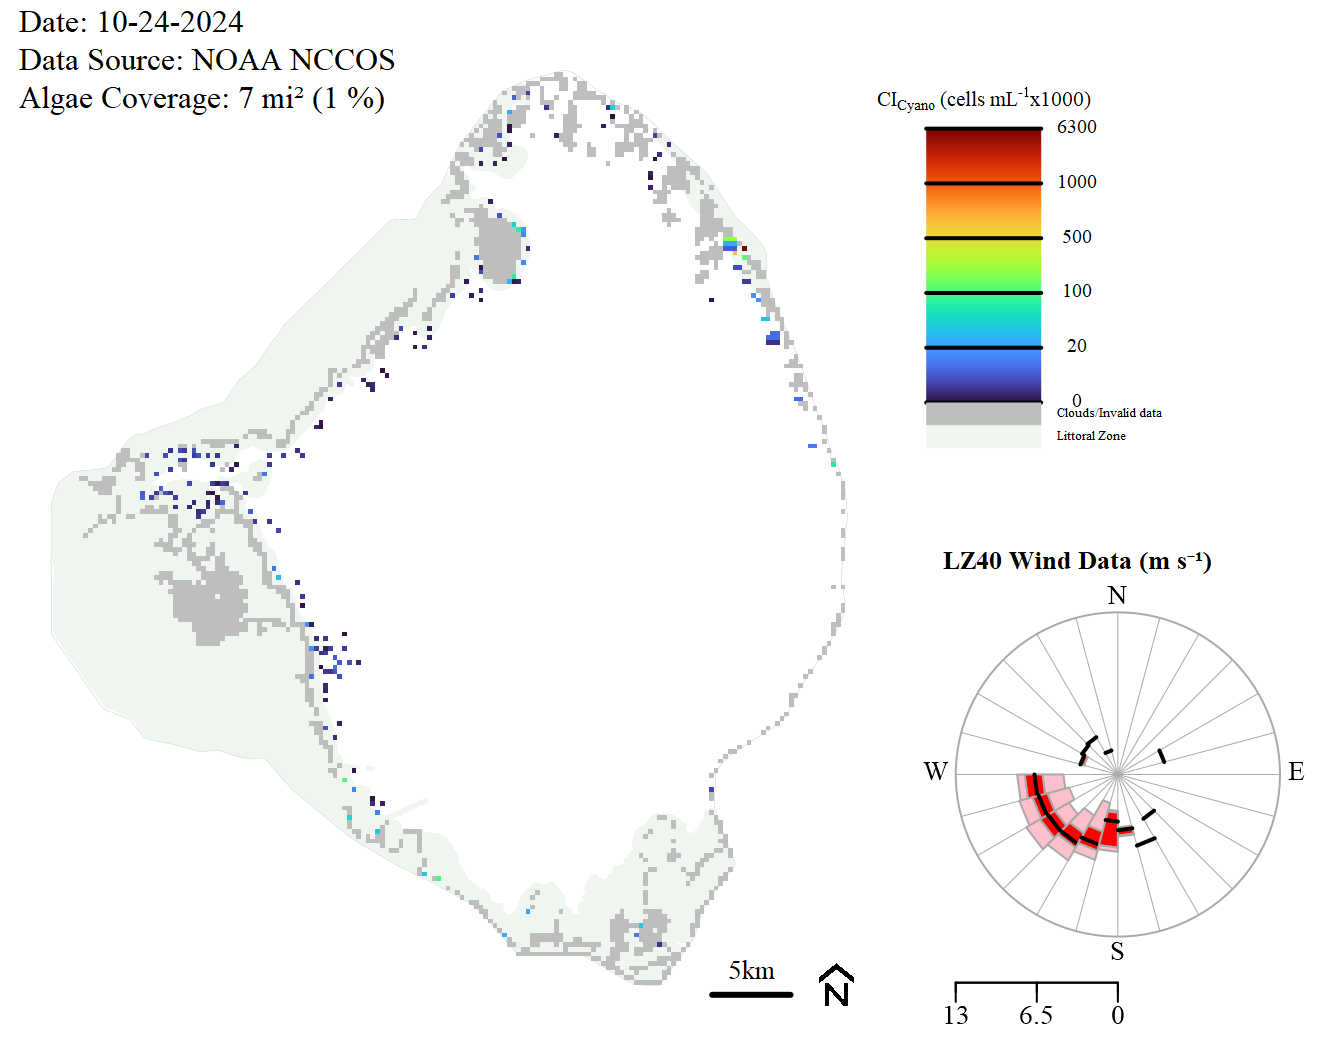 Date: 10-24-2024
Data Source: NOAA NCCOS
Algae Coverage: 7 mi² (1 %)
CICyano (cells mL⁻¹x1000)
6300
1000
500
100
20
0
Clouds/Invalid data
Littoral Zone
LZ40 Wind Data (m s⁻¹)
N
W
E
S
5km
N
13 6.5 0